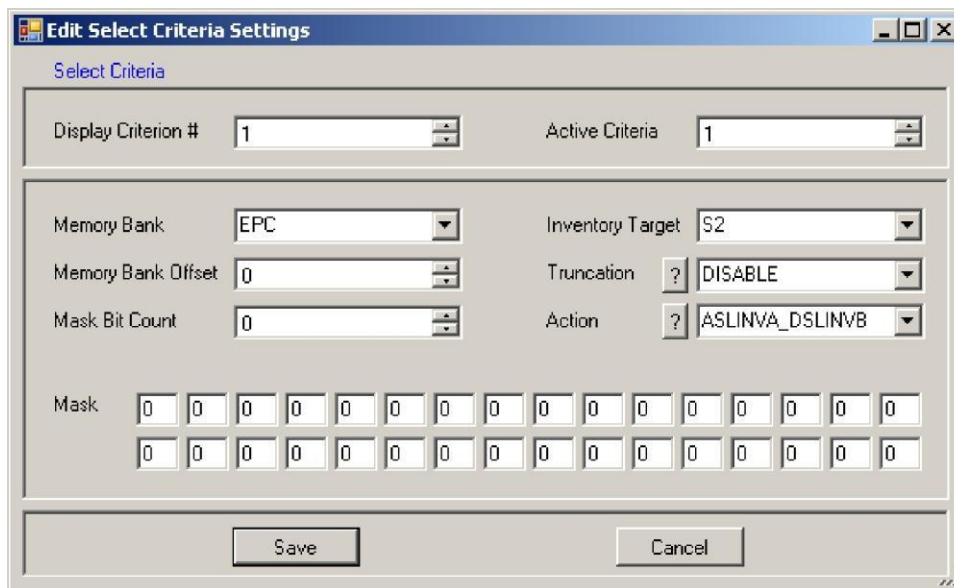 Edit Select Criteria Settings
Select Criteria
Display Criterion # 1 Active Criteria 1
Memory Bank EPC Inventory Target S2
Memory Bank Offset 0 Truncation ? DISABLE
Mask Bit Count 0 Action ? ASLINVA_DSLINVB
Mask 0 0 0 0 0 0 0 0 0 0 0 0 0 0 0 0
0 0 0 0 0 0 0 0 0 0 0 0 0 0 0 0
Save Cancel